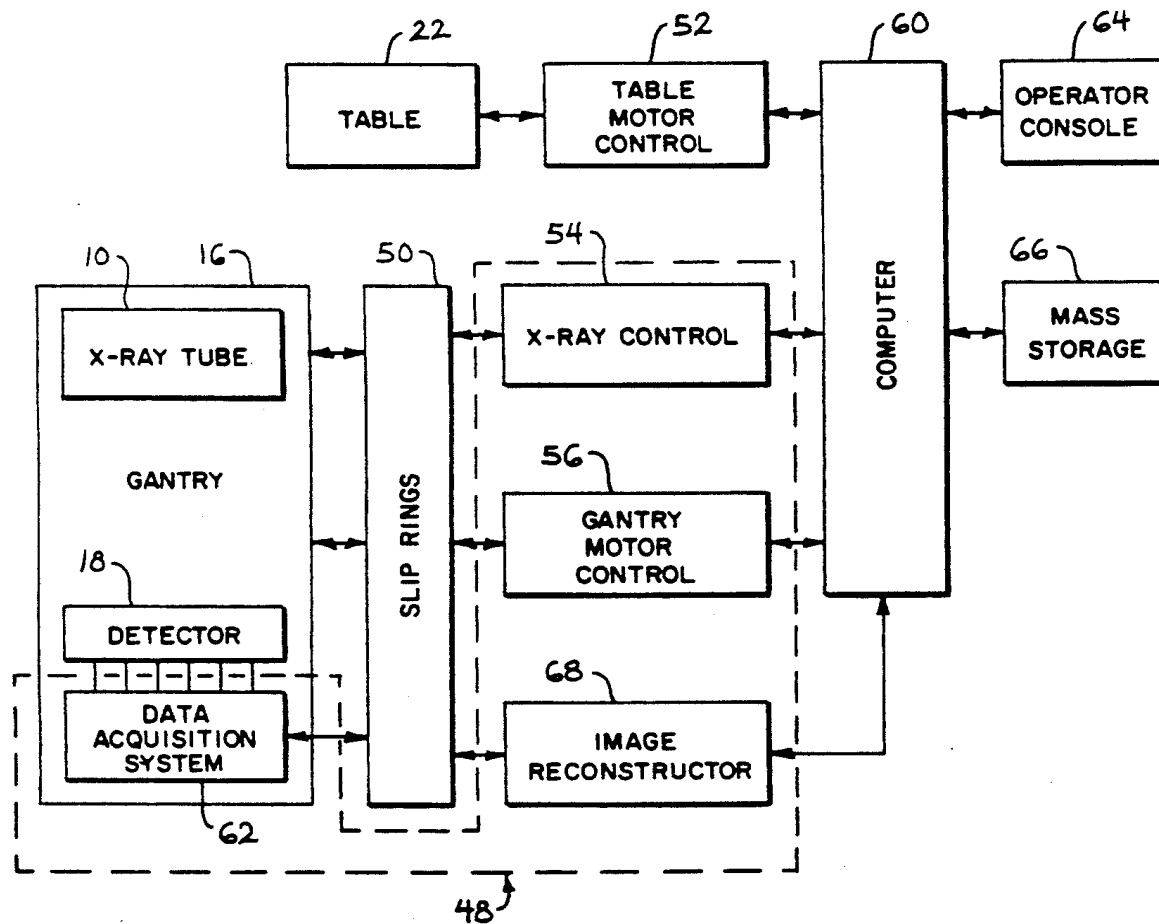 22
52
60
64
TABLE
TABLE
MOTOR
CONTROL
COMPUTER
OPERATOR
CONSOLE
10
16
50
54
66
X-RAY TUBE
SLIP RINGS
X-RAY CONTROL
MASS
STORAGE
GANTRY
56
GANTRY
MOTOR
CONTROL
18
DETECTOR
68
DATA
ACQUISITION
SYSTEM
IMAGE
RECONSTRUCTOR
62
48